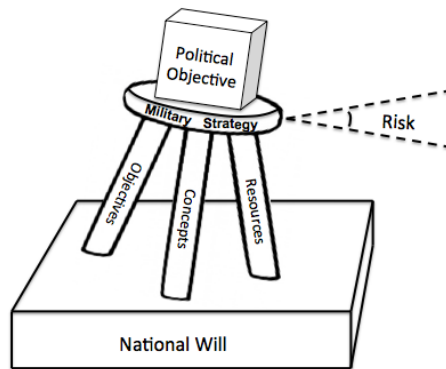 Political
Objective
Military Strategy
Risk
Objectives
Concepts
Resources
National Will